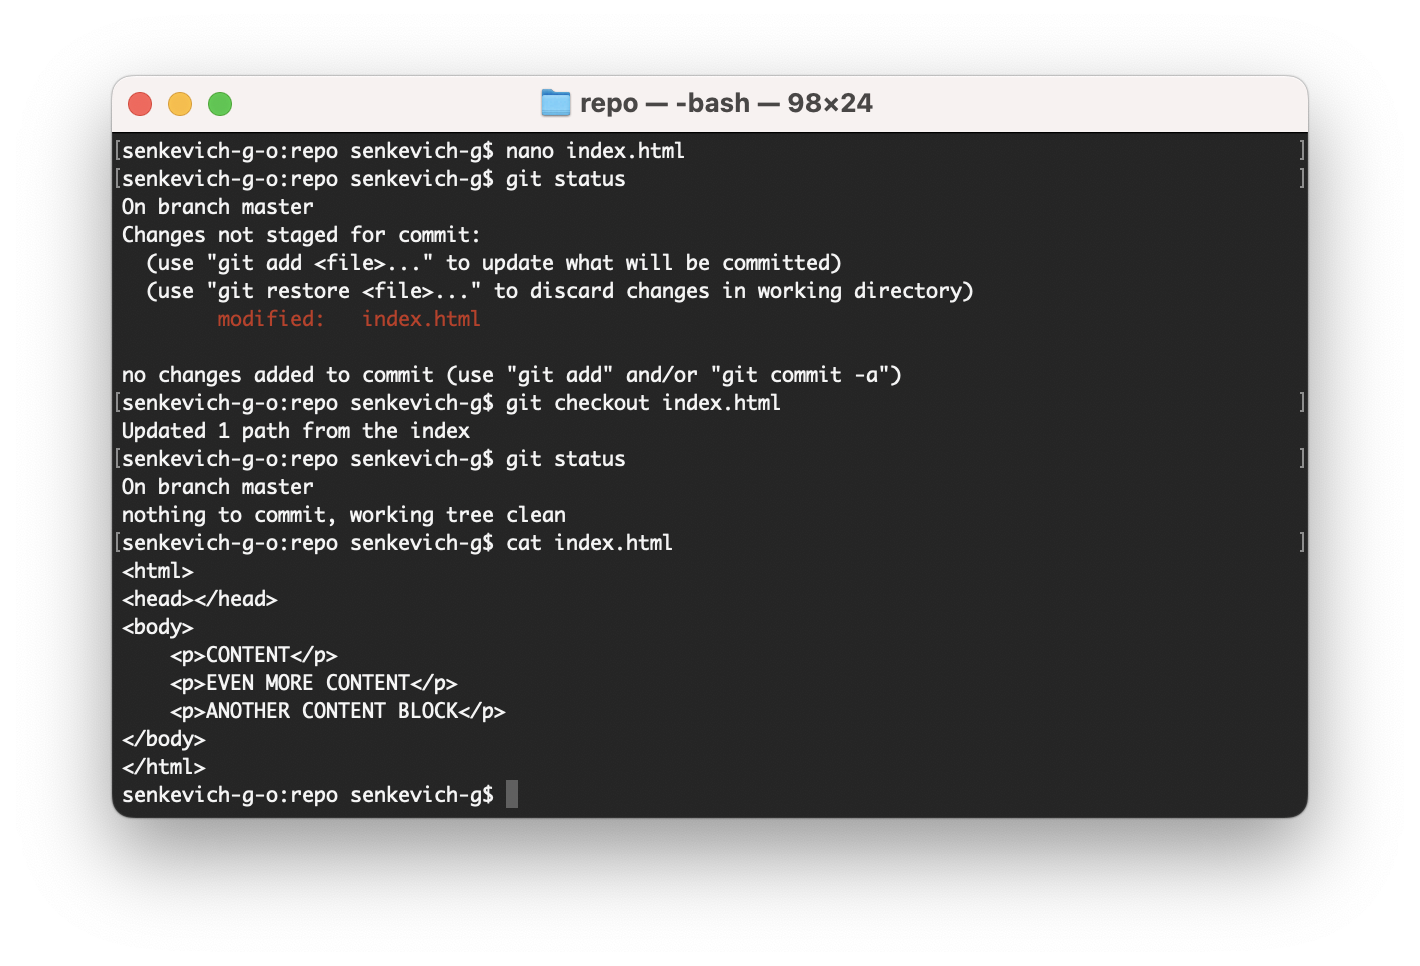 repo — -bash — 98×24
[senkevich-g-o:repo senkevich-g$ nano index.html ]
[senkevich-g-o:repo senkevich-g$ git status ]
On branch master
Changes not staged for commit:
  (use "git add <file>..." to update what will be committed)
  (use "git restore <file>..." to discard changes in working directory)
        modified:   index.html

no changes added to commit (use "git add" and/or "git commit -a")
[senkevich-g-o:repo senkevich-g$ git checkout index.html ]
Updated 1 path from the index
[senkevich-g-o:repo senkevich-g$ git status ]
On branch master
nothing to commit, working tree clean
[senkevich-g-o:repo senkevich-g$ cat index.html ]
<html>
<head></head>
<body>
    <p>CONTENT</p>
    <p>EVEN MORE CONTENT</p>
    <p>ANOTHER CONTENT BLOCK</p>
</body>
</html>
senkevich-g-o:repo senkevich-g$